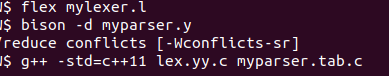 $ flex mylexer.l
$ bison -d myparser.y
/reduce conflicts [-Wconflicts-sr]
$ g++ -std=c++11 lex.yy.c myparser.tab.c